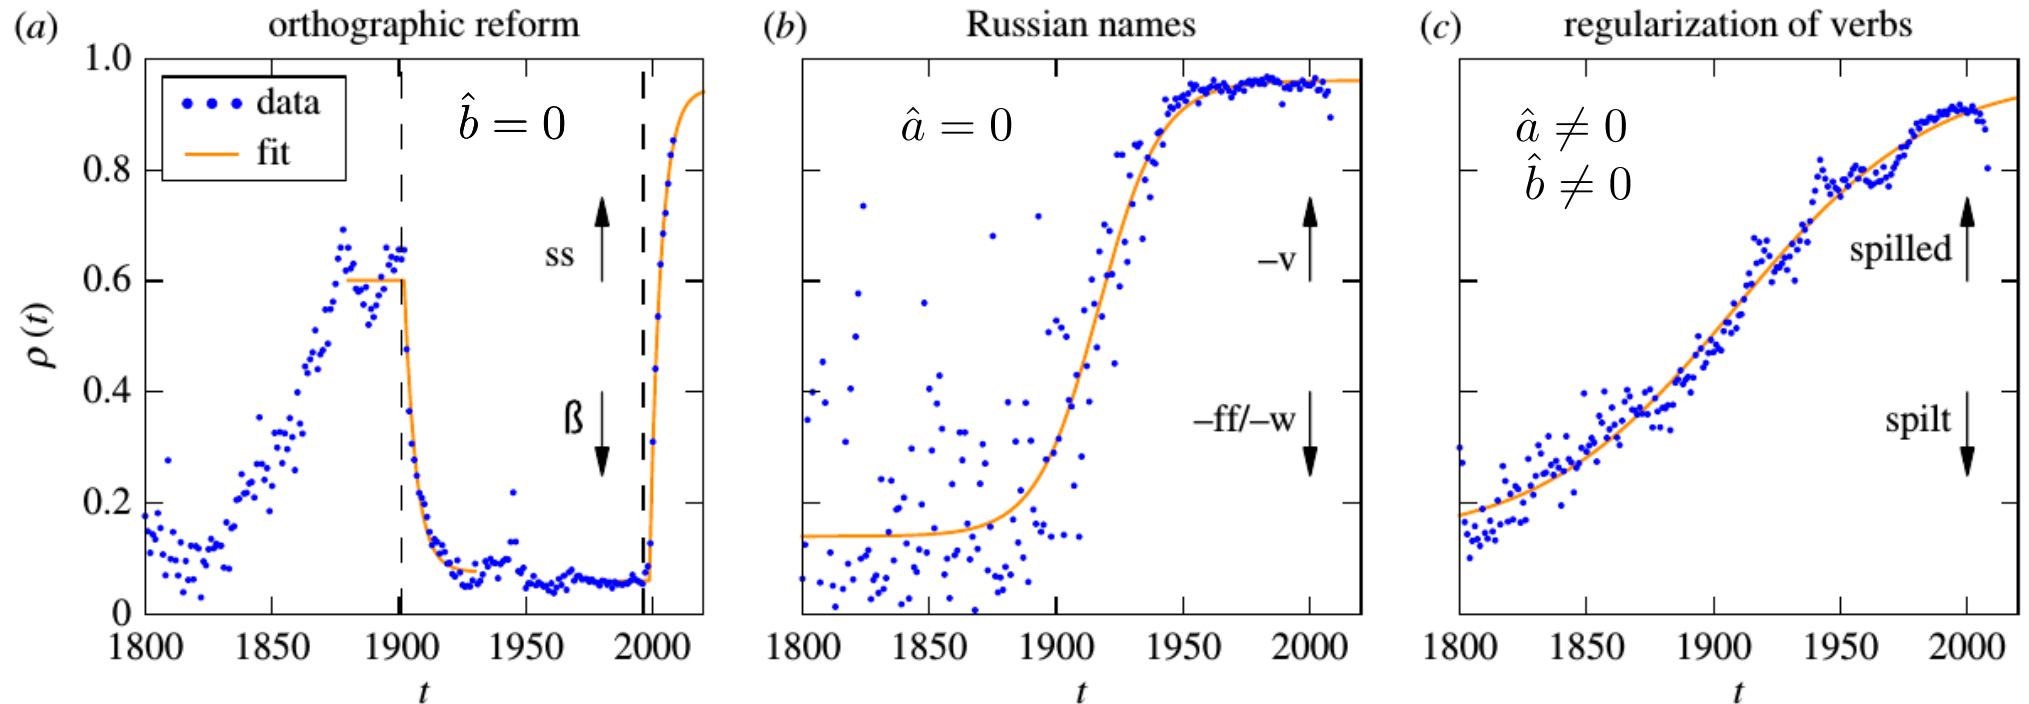 (a) orthographic reform
ρ(t)
1.0
0.8
0.6
0.4
0.2
0
data
fit
b̂ = 0
ss
ß
1800 1850 1900 1950 2000
t
(b) Russian names
â = 0
–v
–ff/–w
1800 1850 1900 1950 2000
t
(c) regularization of verbs
â ≠ 0
b̂ ≠ 0
spilled
spilt
1800 1850 1900 1950 2000
t